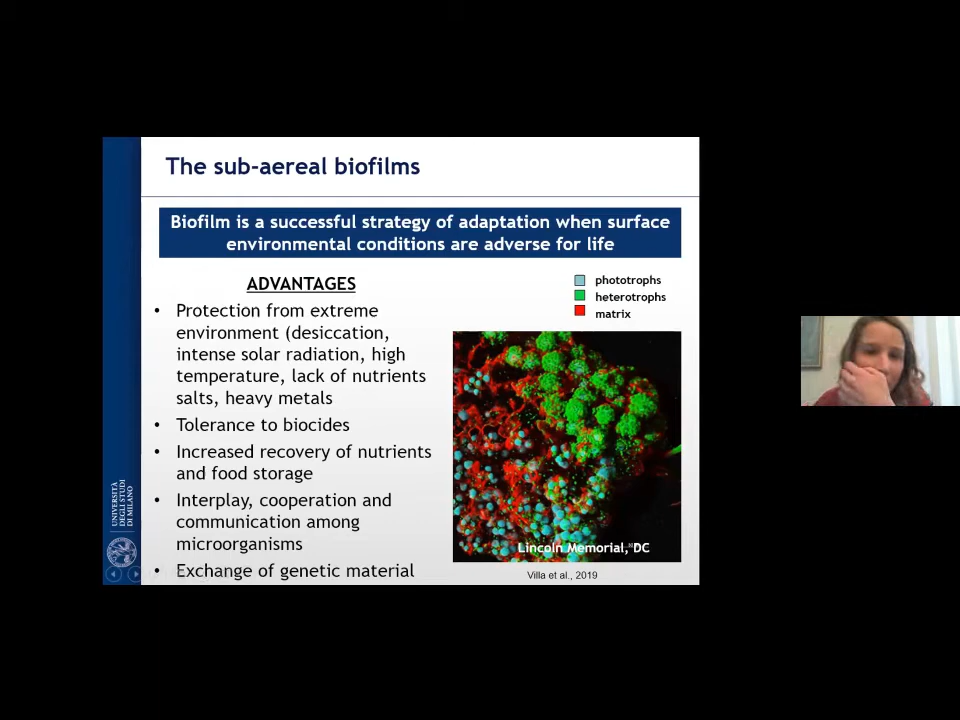 The sub-aereal biofilms
Biofilm is a successful strategy of adaptation when surface
environmental conditions are adverse for life
ADVANTAGES
• Protection from extreme
environment (desiccation,
intense solar radiation, high
temperature, lack of nutrients
salts, heavy metals
• Tolerance to biocides
• Increased recovery of nutrients
and food storage
• Interplay, cooperation and
communication among
microorganisms
• Exchange of genetic material
phototrophs
heterotrophs
matrix
Lincoln Memorial, DC
Villa et al., 2019
UNIVERSITÀ
DEGLI STUDI
DI MILANO